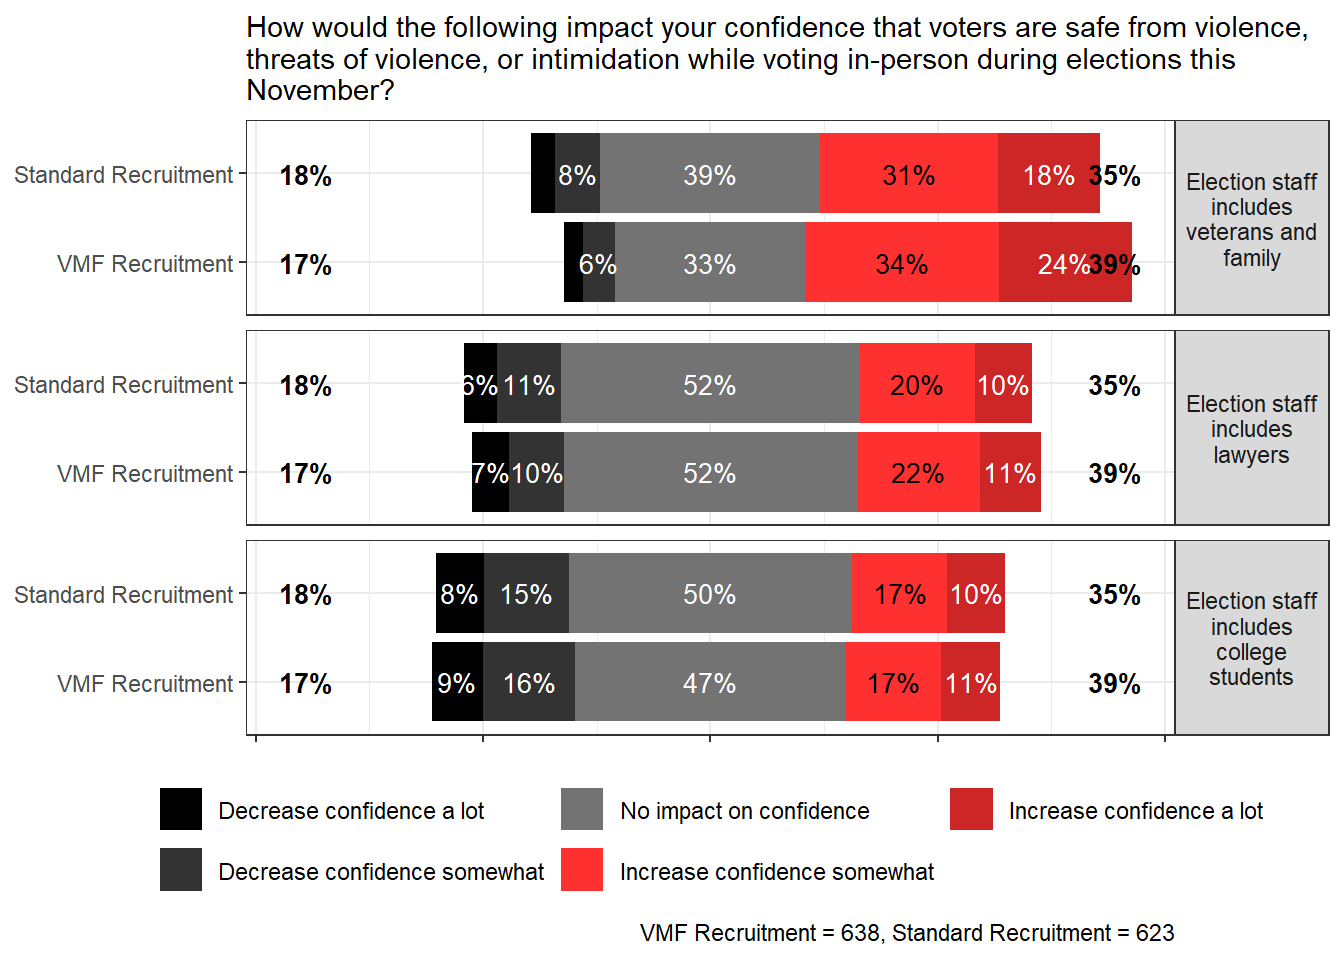 How would the following impact your confidence that voters are safe from violence,
threats of violence, or intimidation while voting in-person during elections this
November?
Standard Recruitment 18% 8% 39% 31% 18% 35%
VMF Recruitment 17% 6% 33% 34% 24% 39%
Election staff
includes
veterans and
family
Standard Recruitment 18% 6% 11% 52% 20% 10% 35%
VMF Recruitment 17% 7% 10% 52% 22% 11% 39%
Election staff
includes
lawyers
Standard Recruitment 18% 8% 15% 50% 17% 10% 35%
VMF Recruitment 17% 9% 16% 47% 17% 11% 39%
Election staff
includes
college
students
Decrease confidence a lot No impact on confidence Increase confidence a lot
Decrease confidence somewhat Increase confidence somewhat
VMF Recruitment = 638, Standard Recruitment = 623